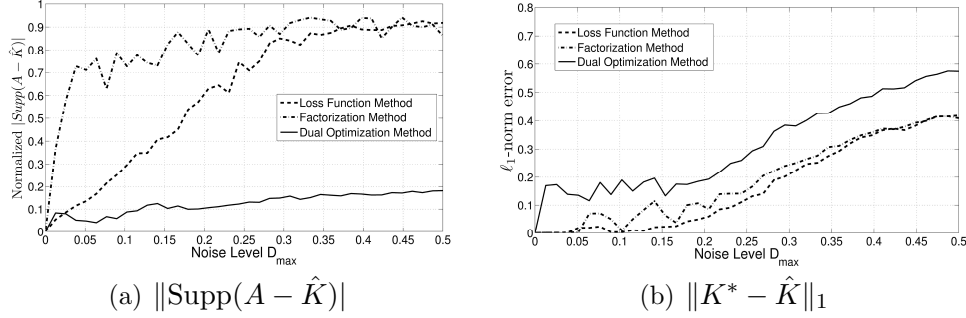 Normalized |Supp(A − K̂)|
1
0.9
0.8
0.7
0.6
0.5
0.4
0.3
0.2
0.1
0
0 0.05 0.1 0.15 0.2 0.25 0.3 0.35 0.4 0.45 0.5
Noise Level D_max
Loss Function Method
Factorization Method
Dual Optimization Method
(a) ‖Supp(A − K̂)|
ℓ₁-norm error
0.8
0.7
0.6
0.5
0.4
0.3
0.2
0.1
0
0 0.05 0.1 0.15 0.2 0.25 0.3 0.35 0.4 0.45 0.5
Noise Level D_max
Loss Function Method
Factorization Method
Dual Optimization Method
(b) ‖K* − K̂‖₁